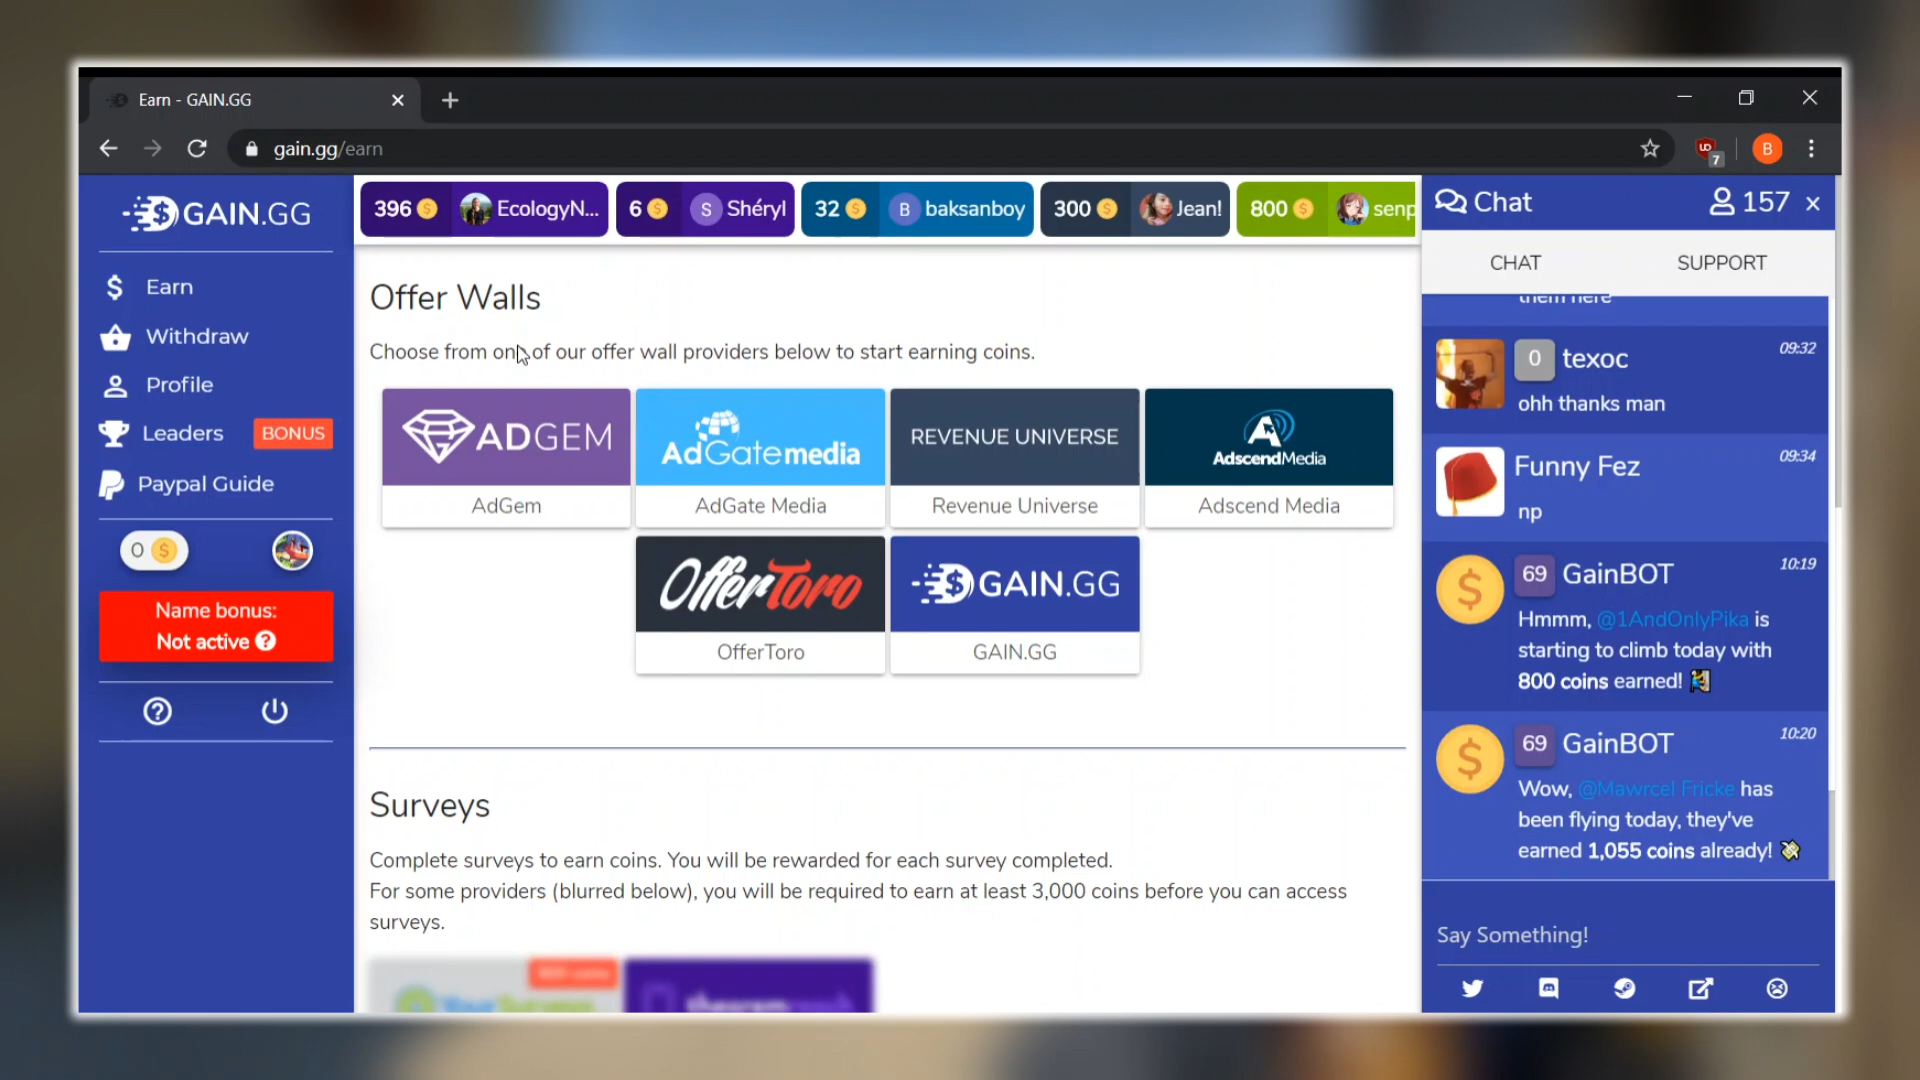 Earn - GAIN.GG
gain.gg/earn
7
B
GAIN.GG
Earn
Withdraw
Profile
Leaders BONUS
Paypal Guide
0
Name bonus:
Not active
396 EcologyN...
6 S Shéryl
32 B baksanboy
300 Jean!
800 senp
Offer Walls
Choose from one of our offer wall providers below to start earning coins.
ADGEM
AdGem
AdGatemedia
AdGate Media
REVENUE UNIVERSE
Revenue Universe
AdscendMedia
Adscend Media
OfferToro
OfferToro
GAIN.GG
GAIN.GG
Surveys
Complete surveys to earn coins. You will be rewarded for each survey completed.
For some providers (blurred below), you will be required to earn at least 3,000 coins before you can access
surveys.
Chat 157
CHAT SUPPORT
them here
0 texoc 09:32
ohh thanks man
Funny Fez 09:34
np
69 GainBOT 10:19
Hmmm, @1AndOnlyPika is
starting to climb today with
800 coins earned!
69 GainBOT 10:20
Wow, @Mawrcel Fricke has
been flying today, they've
earned 1,055 coins already!
Say Something!